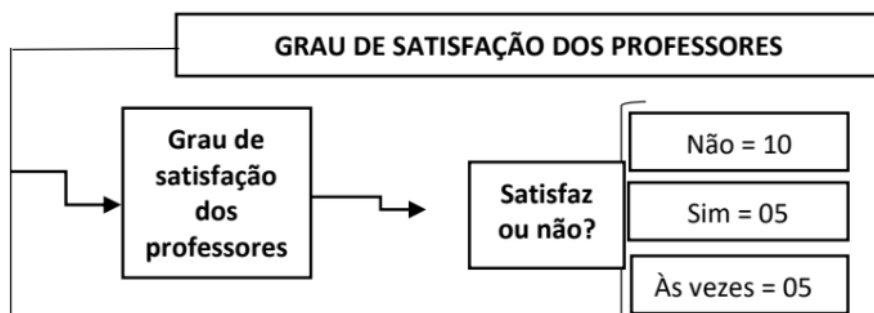 GRAU DE SATISFAÇÃO DOS PROFESSORES
Grau de
satisfação
dos
professores
Satisfaz
ou não?
Não = 10
Sim = 05
Às vezes = 05